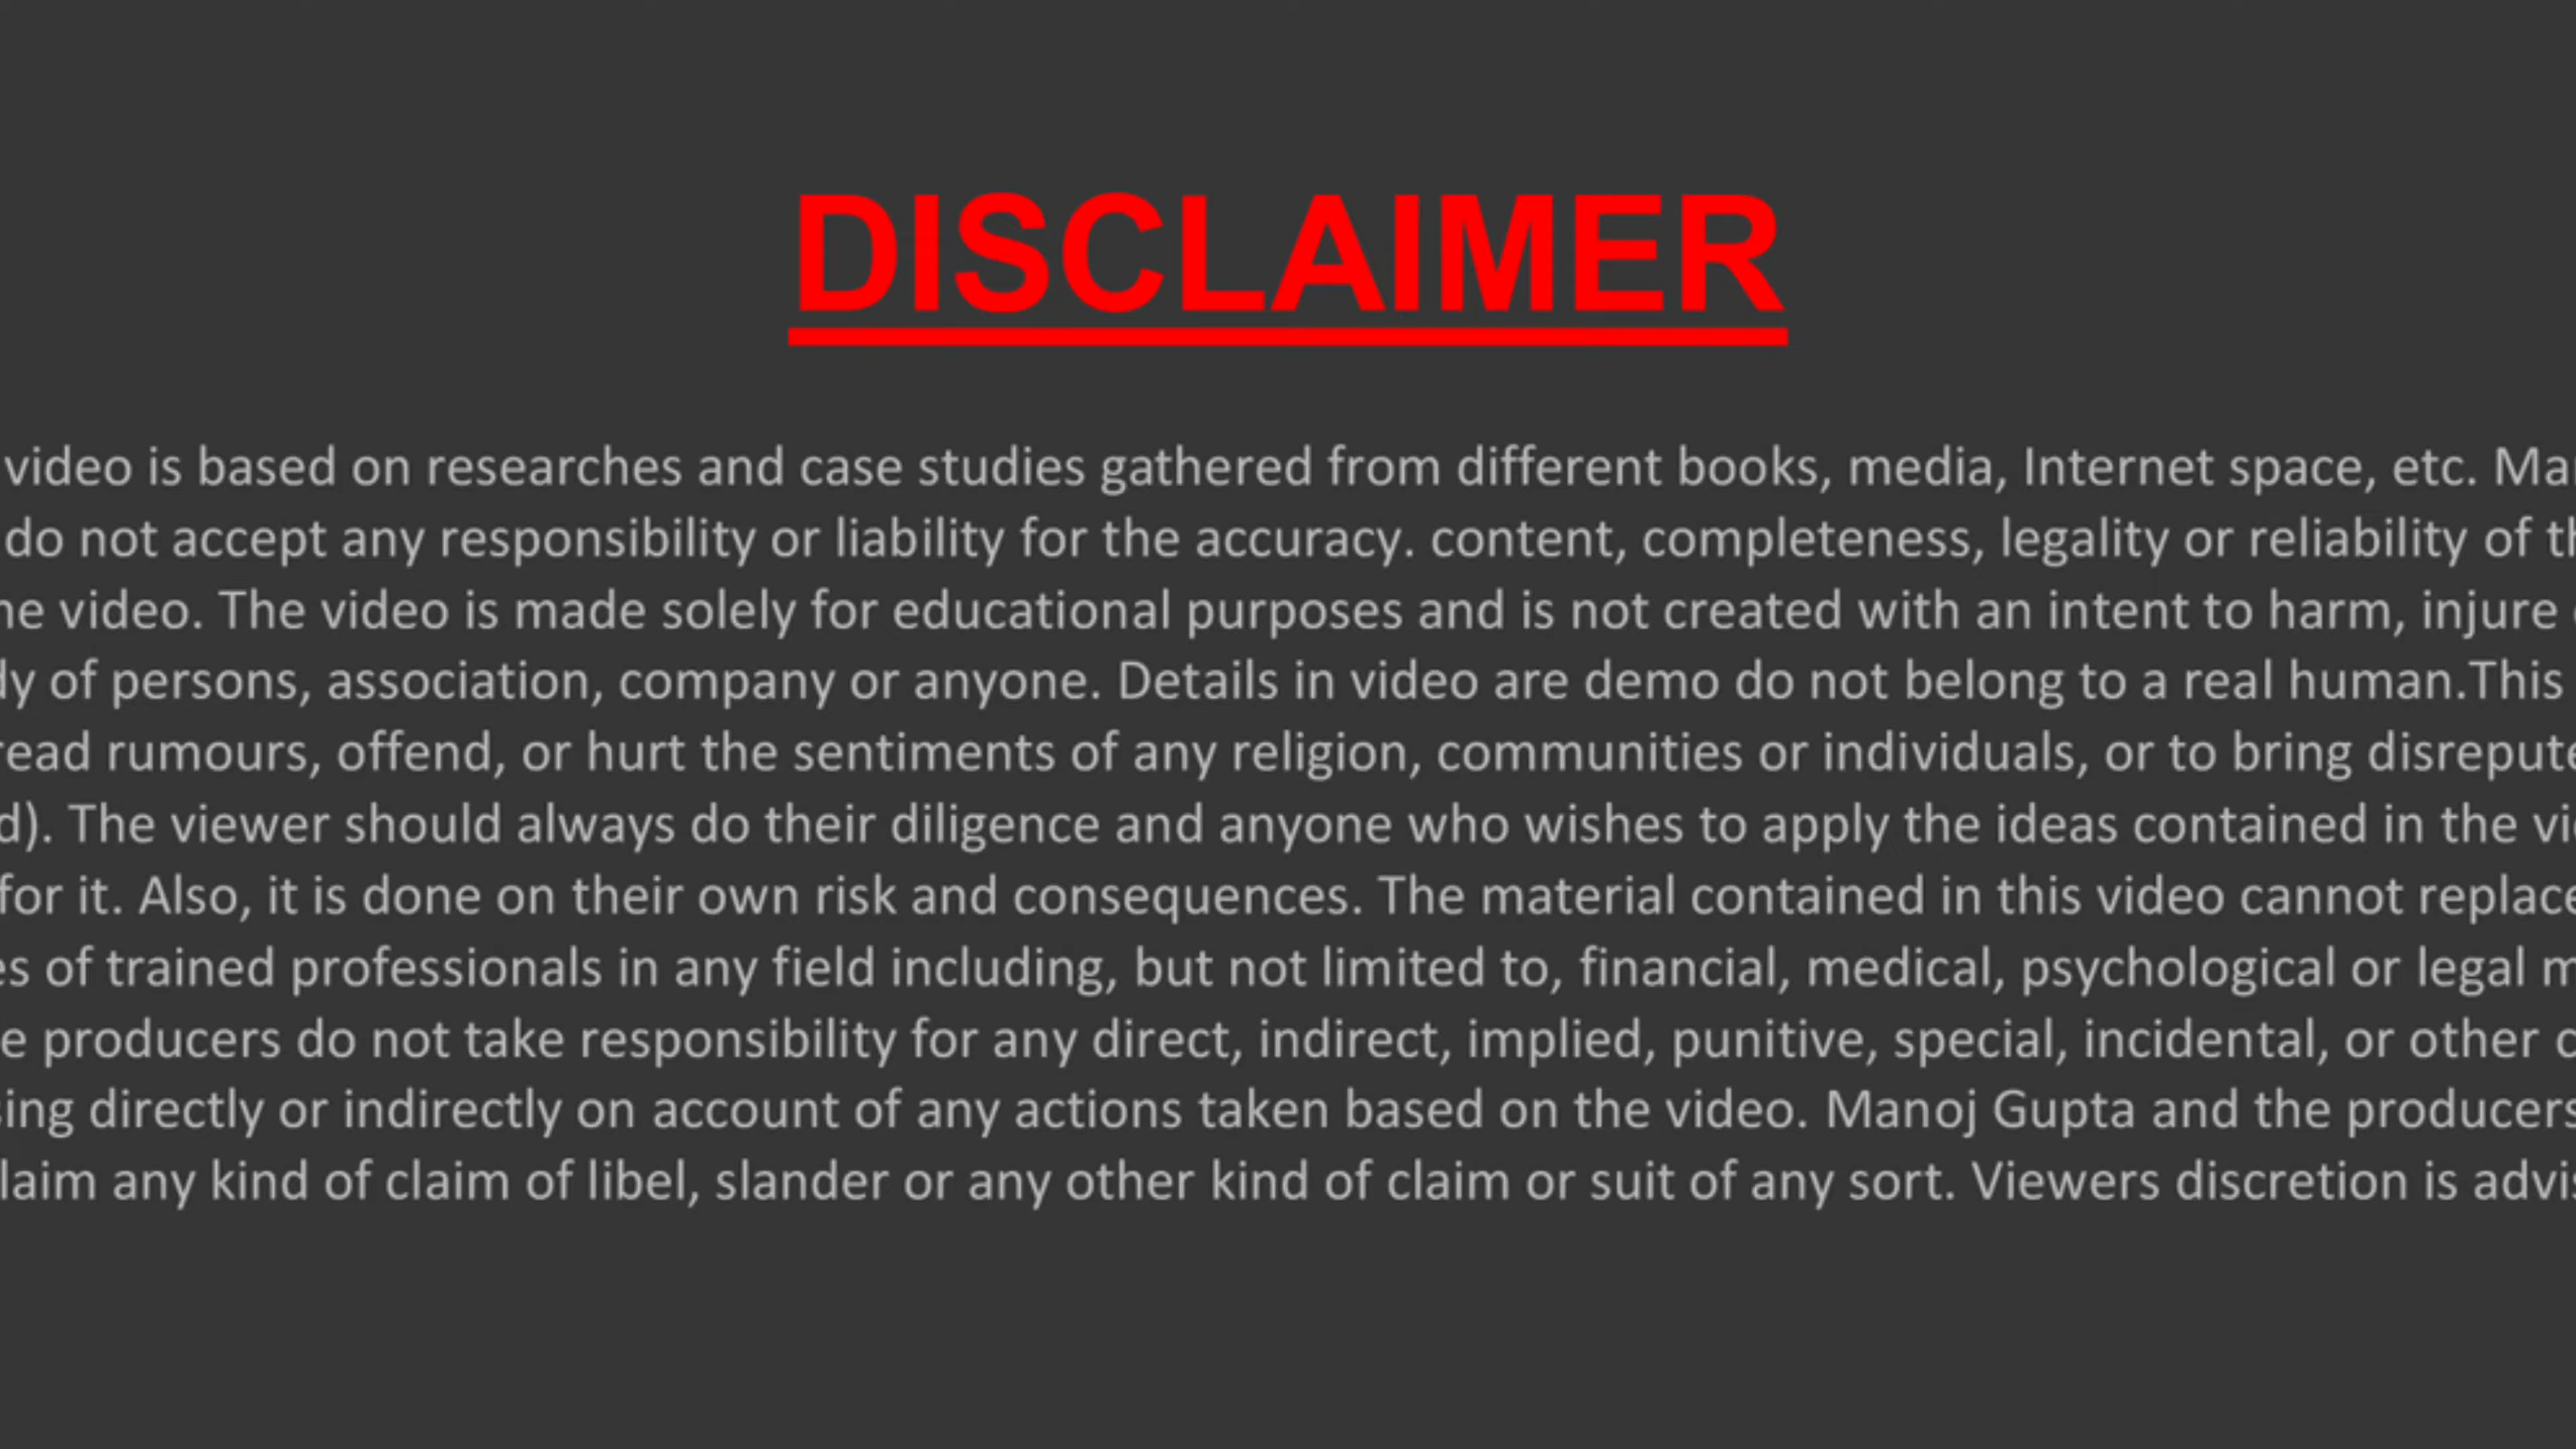 DISCLAIMER
video is based on researches and case studies gathered from different books, media, Internet space, etc.
do not accept any responsibility or liability for the accuracy. content, completeness, legality or reliability of
video. The video is made solely for educational purposes and is not created with an intent to harm, injure
of persons, association, company or anyone. Details in video are demo do not belong to a real human.This
rumours, offend, or hurt the sentiments of any religion, communities or individuals, or to bring disrepute
The viewer should always do their diligence and anyone who wishes to apply the ideas contained in the
for it. Also, it is done on their own risk and consequences. The material contained in this video cannot replace
of trained professionals in any field including, but not limited to, financial, medical, psychological or legal
producers do not take responsibility for any direct, indirect, implied, punitive, special, incidental, or other
directly or indirectly on account of any actions taken based on the video. Manoj Gupta and the producers
any kind of claim of libel, slander or any other kind of claim or suit of any sort. Viewers discretion is